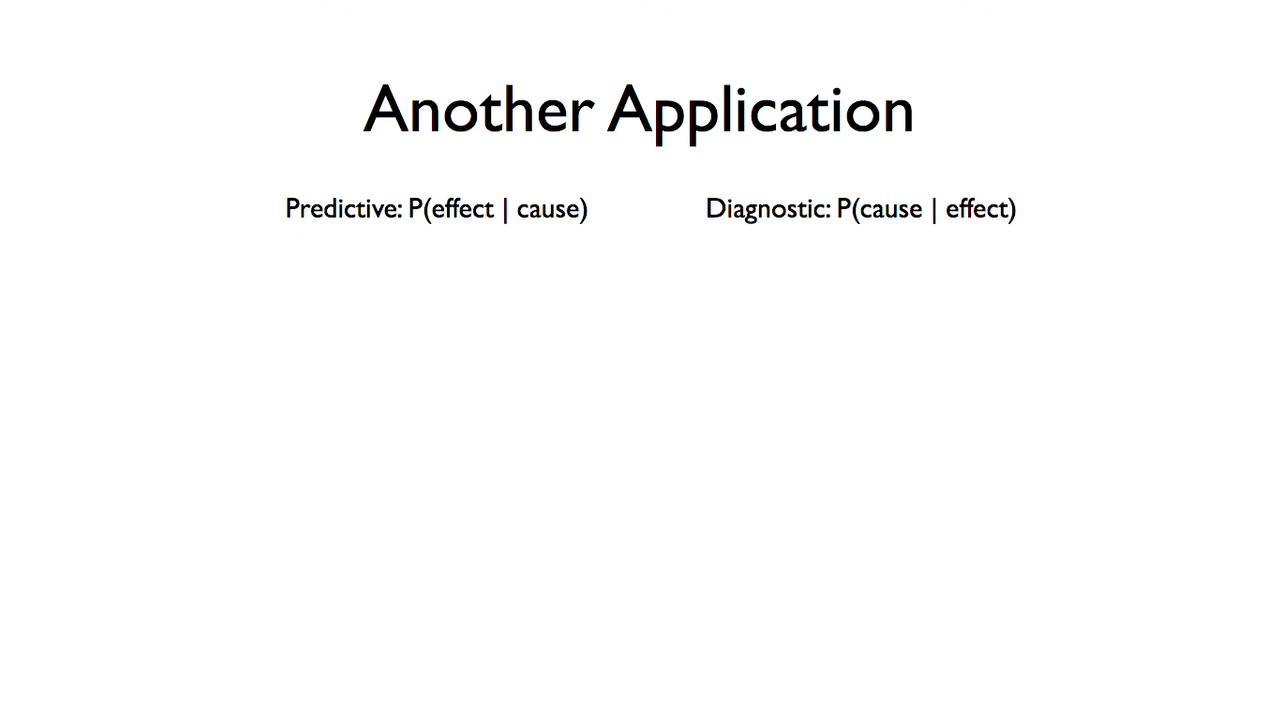 Another Application
Predictive: P(effect | cause) Diagnostic: P(cause | effect)